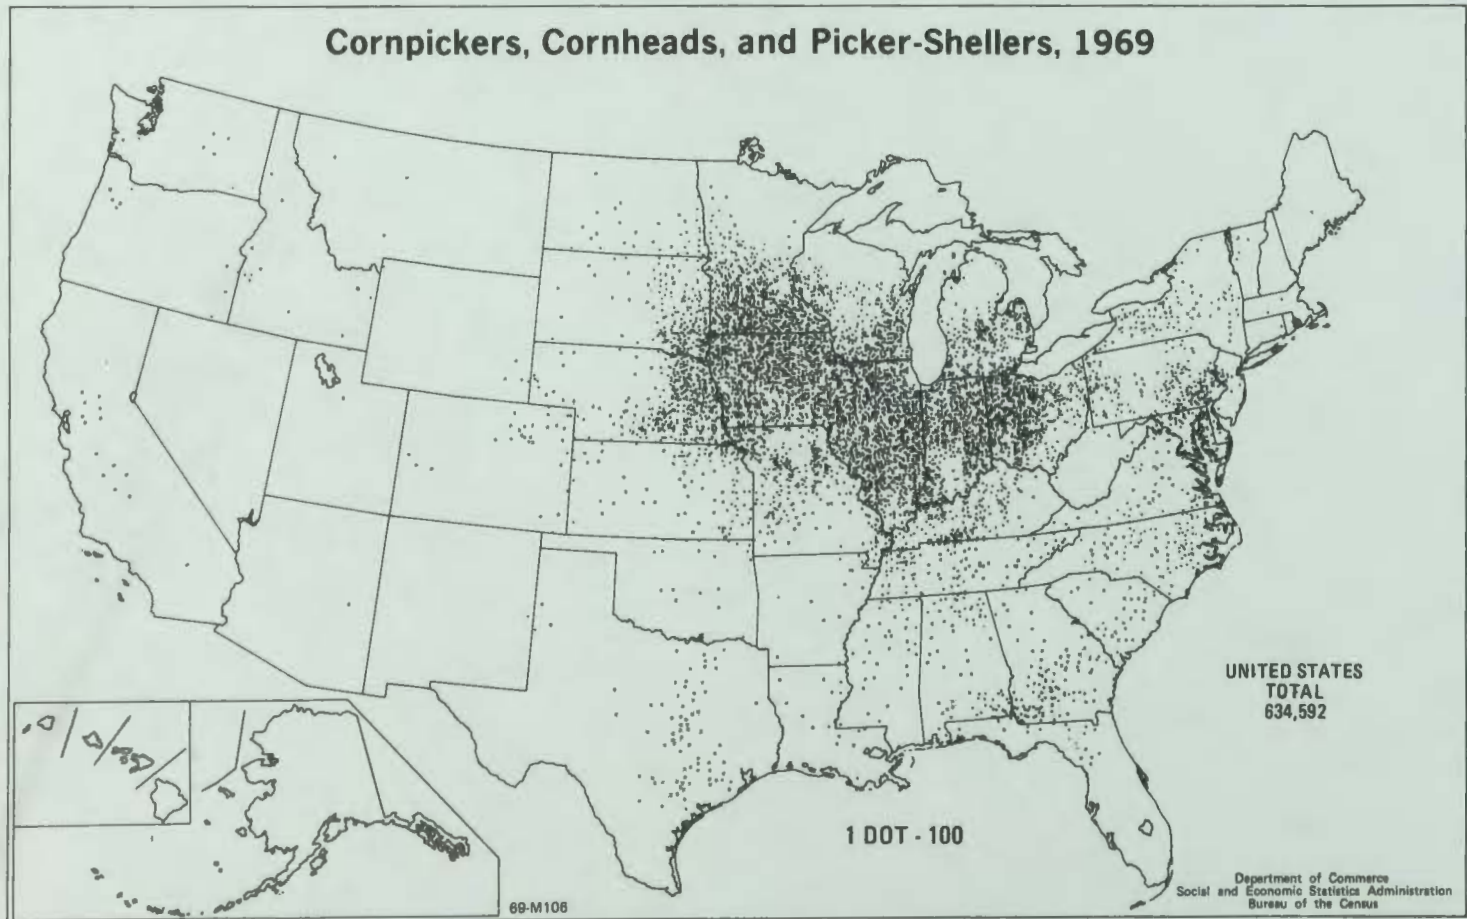 Cornpickers, Cornheads, and Picker-Shellers, 1969
UNITED STATES
TOTAL
634,592
1 DOT - 100
69-M106
Department of Commerce
Social and Economic Statistics Administration
Bureau of the Census